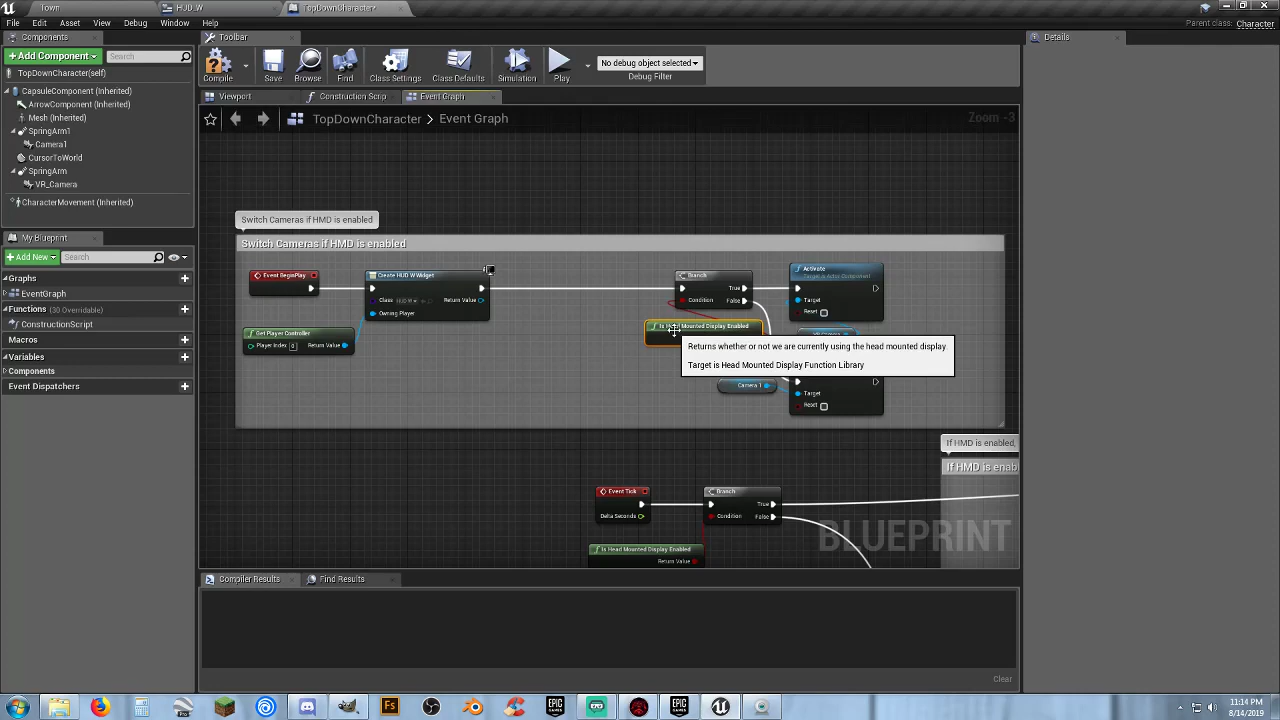 Town
HUD_W
TopDownCharacter*
File Edit Asset View Debug Window Help
Parent class: Character
Components
Toolbar
Details
+ Add Component
Search
TopDownCharacter(self)
CapsuleComponent (Inherited)
ArrowComponent (Inherited)
Mesh (Inherited)
SpringArm1
Camera1
CursorToWorld
SpringArm
VR_Camera
CharacterMovement (Inherited)
Compile
Save
Browse
Find
Class Settings
Class Defaults
Simulation
Play
No debug object selected
Debug Filter
Viewport
Construction Scrip
Event Graph
TopDownCharacter > Event Graph
Zoom -3
My Blueprint
+ Add New
Search
Graphs
EventGraph
Functions (30 Overridable)
ConstructionScript
Macros
Variables
Components
Event Dispatchers
Switch Cameras if HMD is enabled
Switch Cameras if HMD is enabled
Event BeginPlay
Create HUD W Widget
Class HUD W
Return Value
Owning Player
Get Player Controller
Player Index 0
Return Value
Branch
True
Condition
False
Activate
Target
Reset
Is Head Mounted Display Enabled
Returns whether or not we are currently using the head mounted display.
Target is Head Mounted Display Function Library
Camera 1
Target
Reset
If HMD is enabled,
If HMD is enab
Event Tick
Delta Seconds
Branch
True
Condition
False
Is Head Mounted Display Enabled
Return Value
BLUEPRINT
Compiler Results
Find Results
Clear
Fs
EPIC GAMES
EPIC GAMES
11:14 PM
8/14/2019